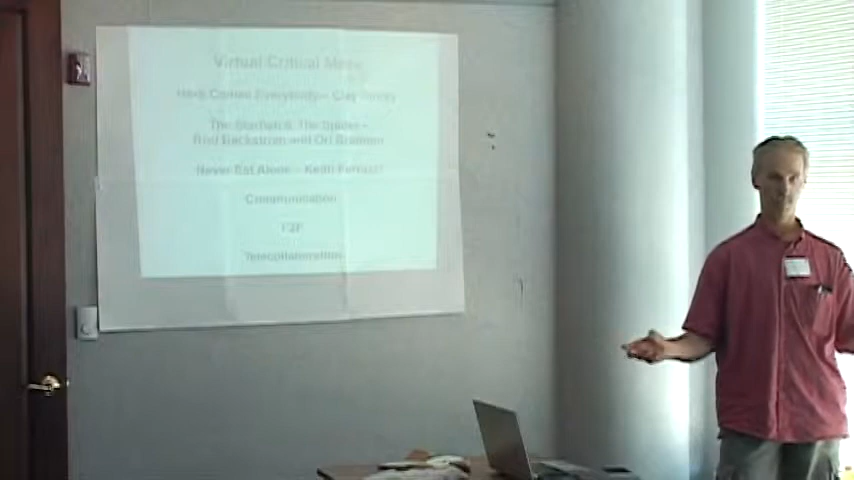 Virtual Critical Mass
Here Comes Everybody – Clay Shirky
The Starfish & The Spider –
Rod Beckstrom and Ori Brafman
Never Eat Alone – Keith Ferrazzi
Communication
F2F
Telecollaboration